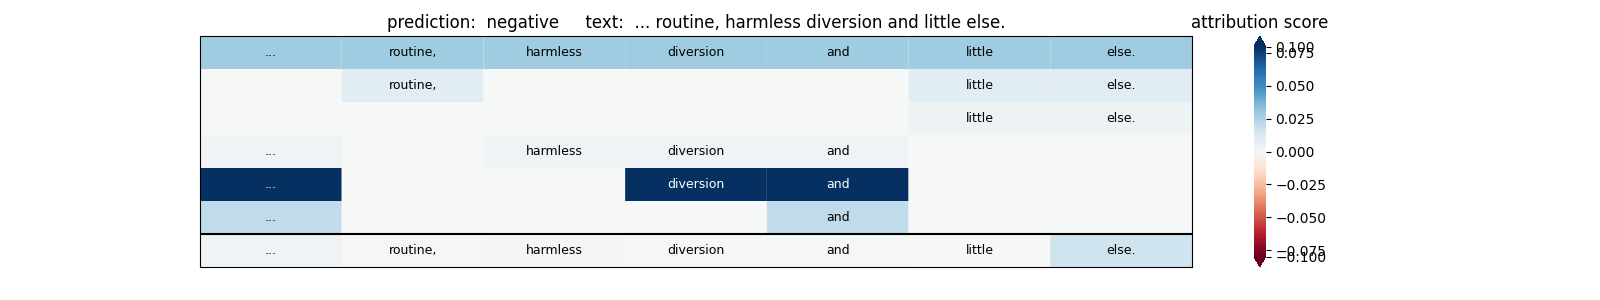 prediction:  negative     text:  ... routine, harmless diversion and little else.
attribution score
... routine, harmless diversion and little else.
routine, little else.
little else.
... harmless diversion and
... diversion and
... and
... routine, harmless diversion and little else.
0.100
0.075
0.050
0.025
0.000
−0.025
−0.050
−0.075
−0.100